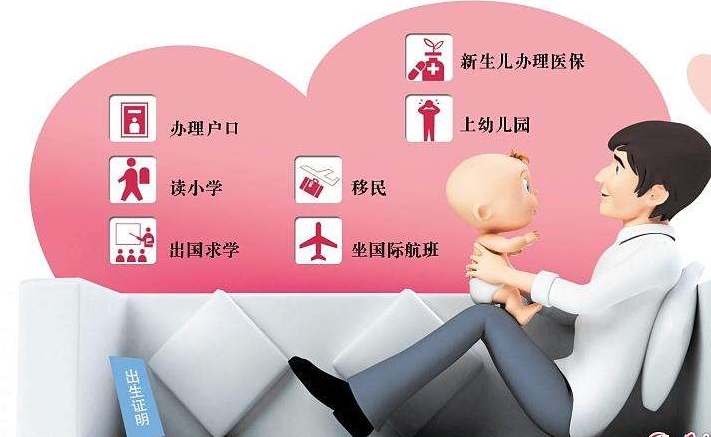 新生儿办理医保
办理户口
上幼儿园
读小学
移民
出国求学
坐国际航班
出生证明